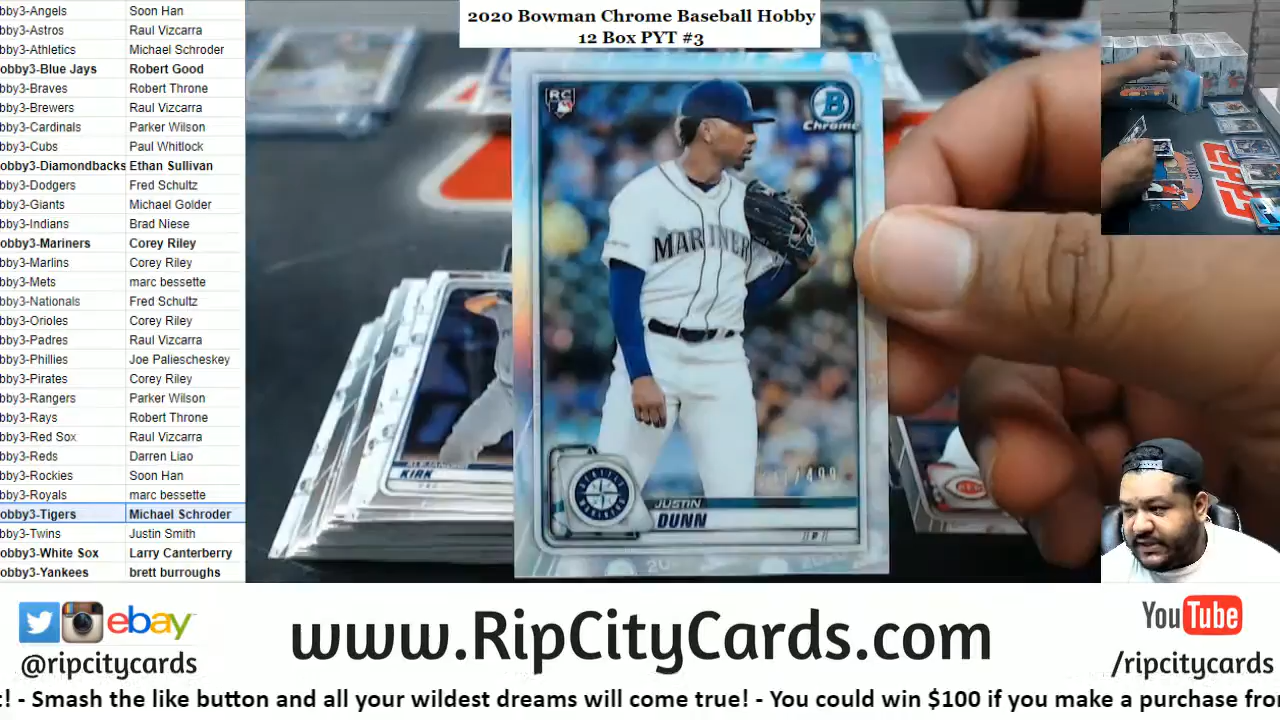 2020 Bowman Chrome Baseball Hobby
12 Box PYT #3
bby3-Angels Soon Han
bby3-Astros Raul Vizcarra
bby3-Athletics Michael Schroder
obby3-Blue Jays Robert Good
bby3-Braves Robert Throne
bby3-Brewers Raul Vizcarra
bby3-Cardinals Parker Wilson
bby3-Cubs Paul Whitlock
obby3-Diamondbacks Ethan Sullivan
bby3-Dodgers Fred Schultz
bby3-Giants Michael Golder
bby3-Indians Brad Niese
obby3-Mariners Corey Riley
bby3-Marlins Corey Riley
bby3-Mets marc bessette
bby3-Nationals Fred Schultz
bby3-Orioles Corey Riley
bby3-Padres Raul Vizcarra
bby3-Phillies Joe Paliescheskey
bby3-Pirates Corey Riley
bby3-Rangers Parker Wilson
bby3-Rays Robert Throne
bby3-Red Sox Raul Vizcarra
bby3-Reds Darren Liao
bby3-Rockies Soon Han
bby3-Royals marc bessette
obby3-Tigers Michael Schroder
bby3-Twins Justin Smith
obby3-White Sox Larry Canterberry
obby3-Yankees brett burroughs
RC
B
Chrome
MARINER
/499
SEATTLE
MARINERS
JUSTIN
DUNN
P
KIRK
REDS
ebay
@ripcitycards
www.RipCityCards.com
YouTube
/ripcitycards
t! - Smash the like button and all your wildest dreams will come true! - You could win $100 if you make a purchase fro